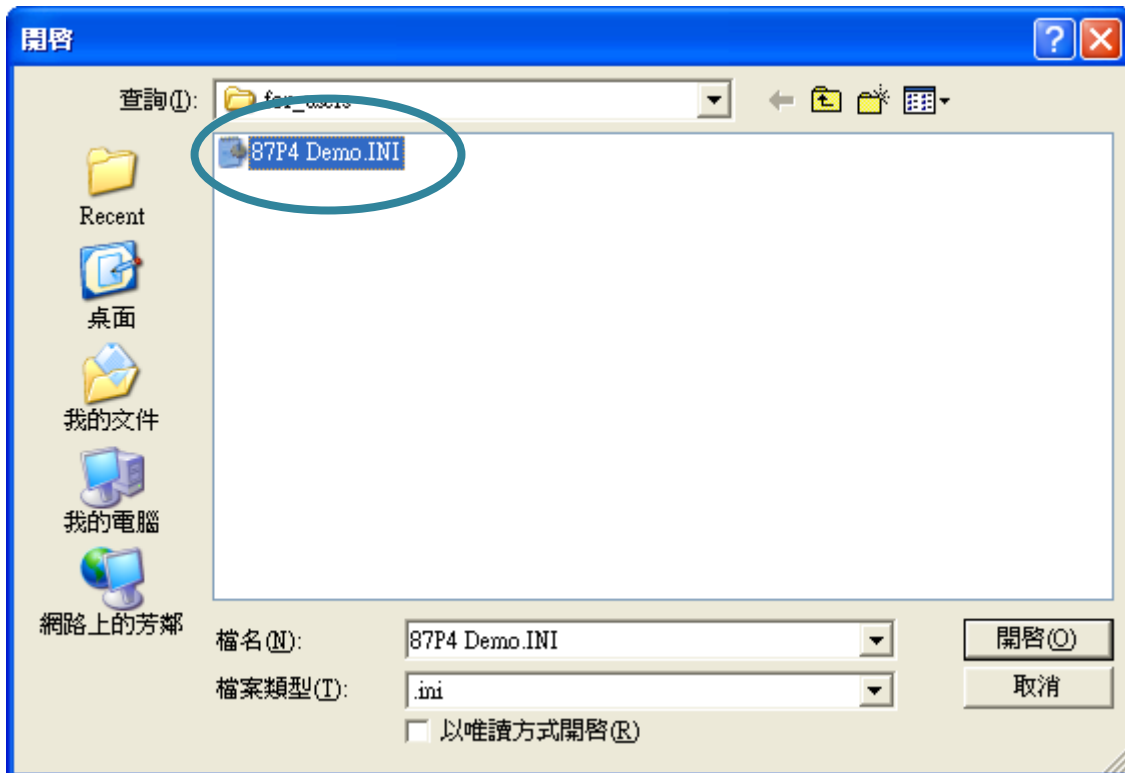 開啓
查詢(I):
for_users
87P4 Demo.INI
Recent
桌面
我的文件
我的電腦
網路上的芳鄰
檔名(N):
87P4 Demo.INI
開啓(O)
檔案類型(T):
.ini
取消
以唯讀方式開啓(R)